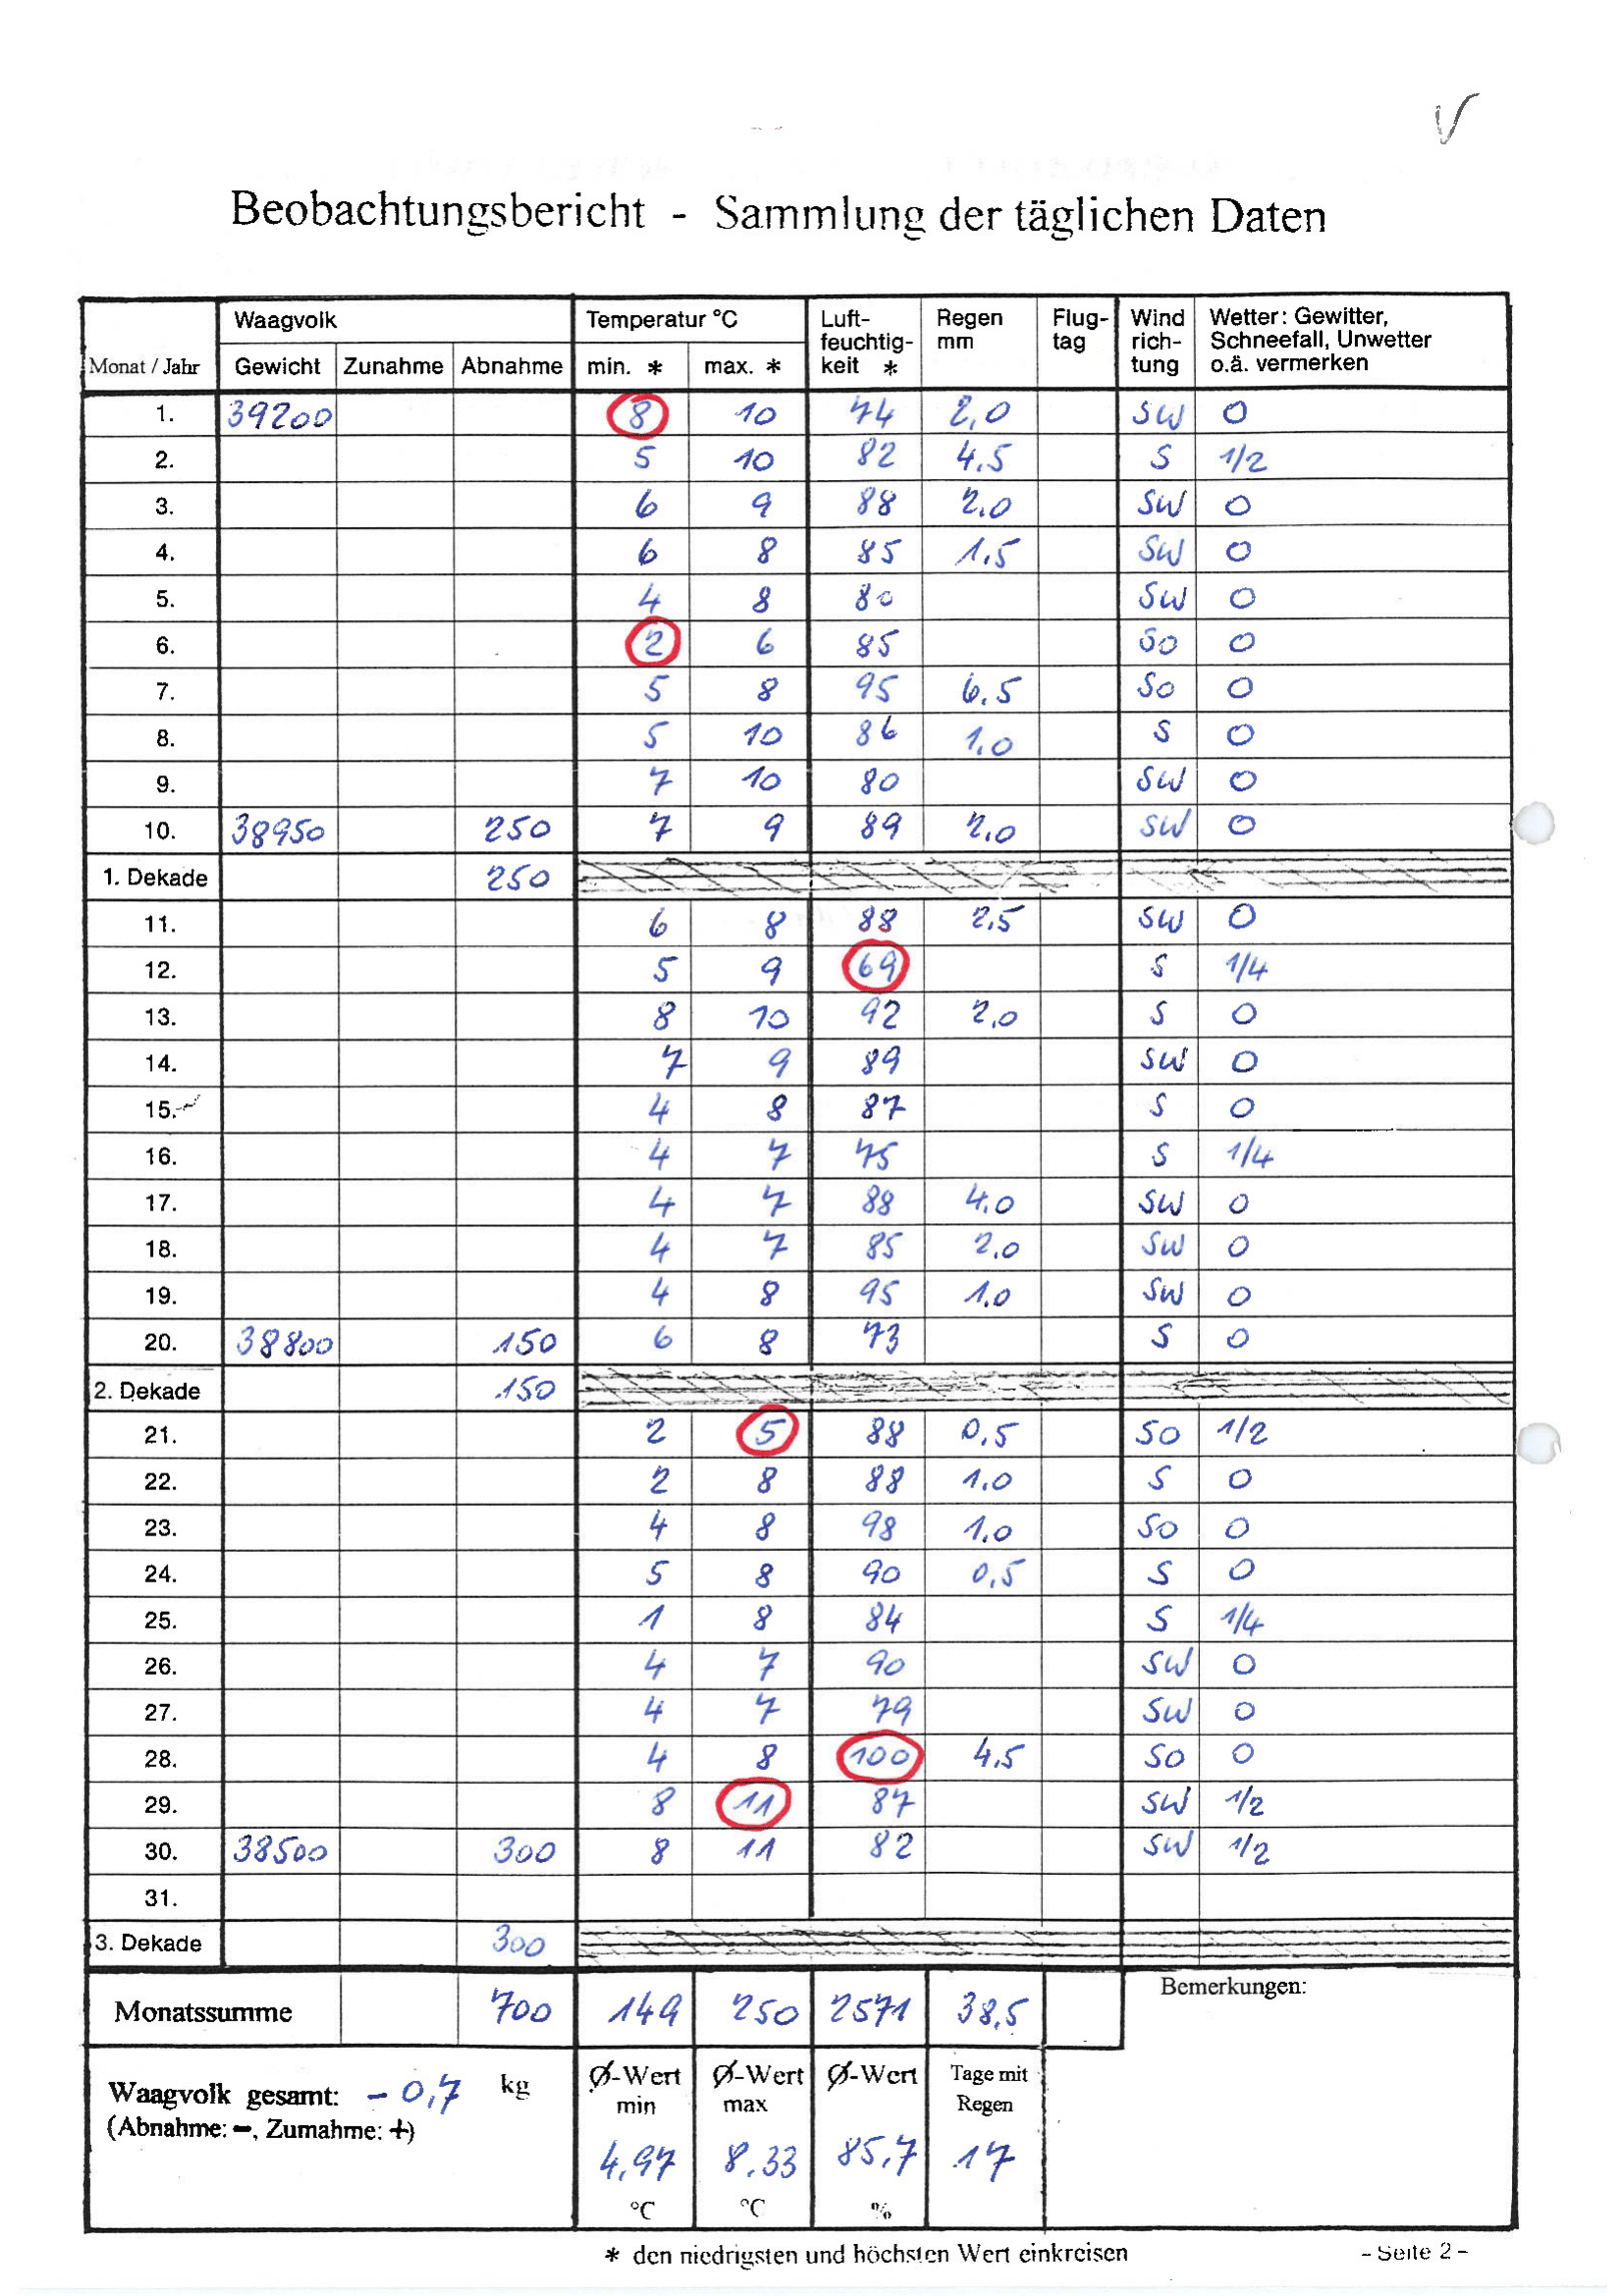 Beobachtungsbericht - Sammlung der täglichen Daten
Monat / Jahr Waagvolk Temperatur °C Luft-feuchtigkeit * Regen mm Flug-tag Wind rich-tung Wetter: Gewitter, Schneefall, Unwetter o.ä. vermerken
Gewicht Zunahme Abnahme min. * max. *
1. 39200 8 10 74 2,0 SW 0
2. 5 10 82 4.5 S 1/2
3. 6 9 88 2.0 SW 0
4. 6 8 85 1.5 SW 0
5. 4 8 80 SW 0
6. 2 6 85 SO 0
7. 5 8 95 6.5 SO 0
8. 5 10 86 1.0 S 0
9. 7 10 80 SW 0
10. 38950 250 7 9 89 2.0 SW 0
1. Dekade 250
11. 6 8 88 2.5 SW 0
12. 5 9 69 S 1/4
13. 8 10 92 2,0 S 0
14. 7 9 89 SW 0
15. 4 8 87 S 0
16. 4 7 75 S 1/4
17. 4 7 88 4.0 SW 0
18. 4 7 85 2.0 SW 0
19. 4 8 95 1.0 SW 0
20. 38800 150 6 8 73 S 0
2. Dekade 150
21. 2 5 88 0,5 SO 1/2
22. 2 8 88 1.0 S 0
23. 4 8 98 1.0 SO 0
24. 5 8 90 0,5 S 0
25. 1 8 84 S 1/4
26. 4 7 90 SW 0
27. 4 7 79 SW 0
28. 4 8 100 4.5 SO 0
29. 8 11 87 SW 1/2
30. 38500 300 8 11 82 SW 1/2
31.
3. Dekade 300
Monatssumme 700 149 250 2571 38,5
Bemerkungen:
Waagvolk gesamt: - 0,7 kg
(Abnahme: -, Zumahme: +)
Ø-Wert min 4,97 °C
Ø-Wert max 8.33 °C
Ø-Wert 85,7 %
Tage mit Regen 17
* den niedrigsten und höchsten Wert einkreisen
- Seite 2 -